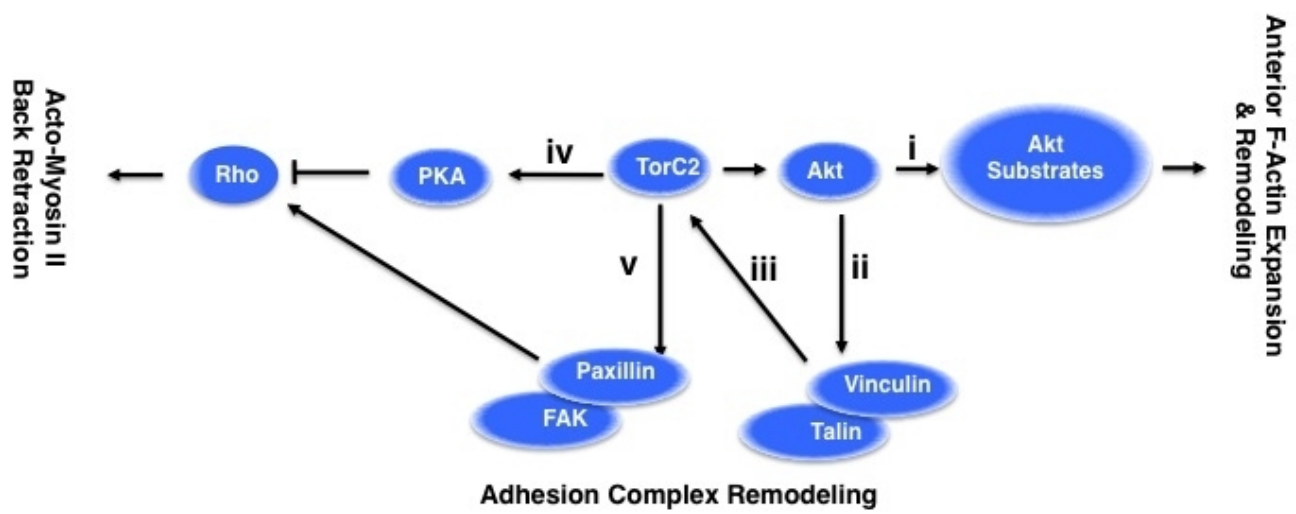 Acto-Myosin II
Back Retraction
Rho
PKA
iv
TorC2
Akt
i
Akt
Substrates
Anterior F-Actin Expansion
& Remodeling
v
iii
ii
Paxillin
FAK
Vinculin
Talin
Adhesion Complex Remodeling